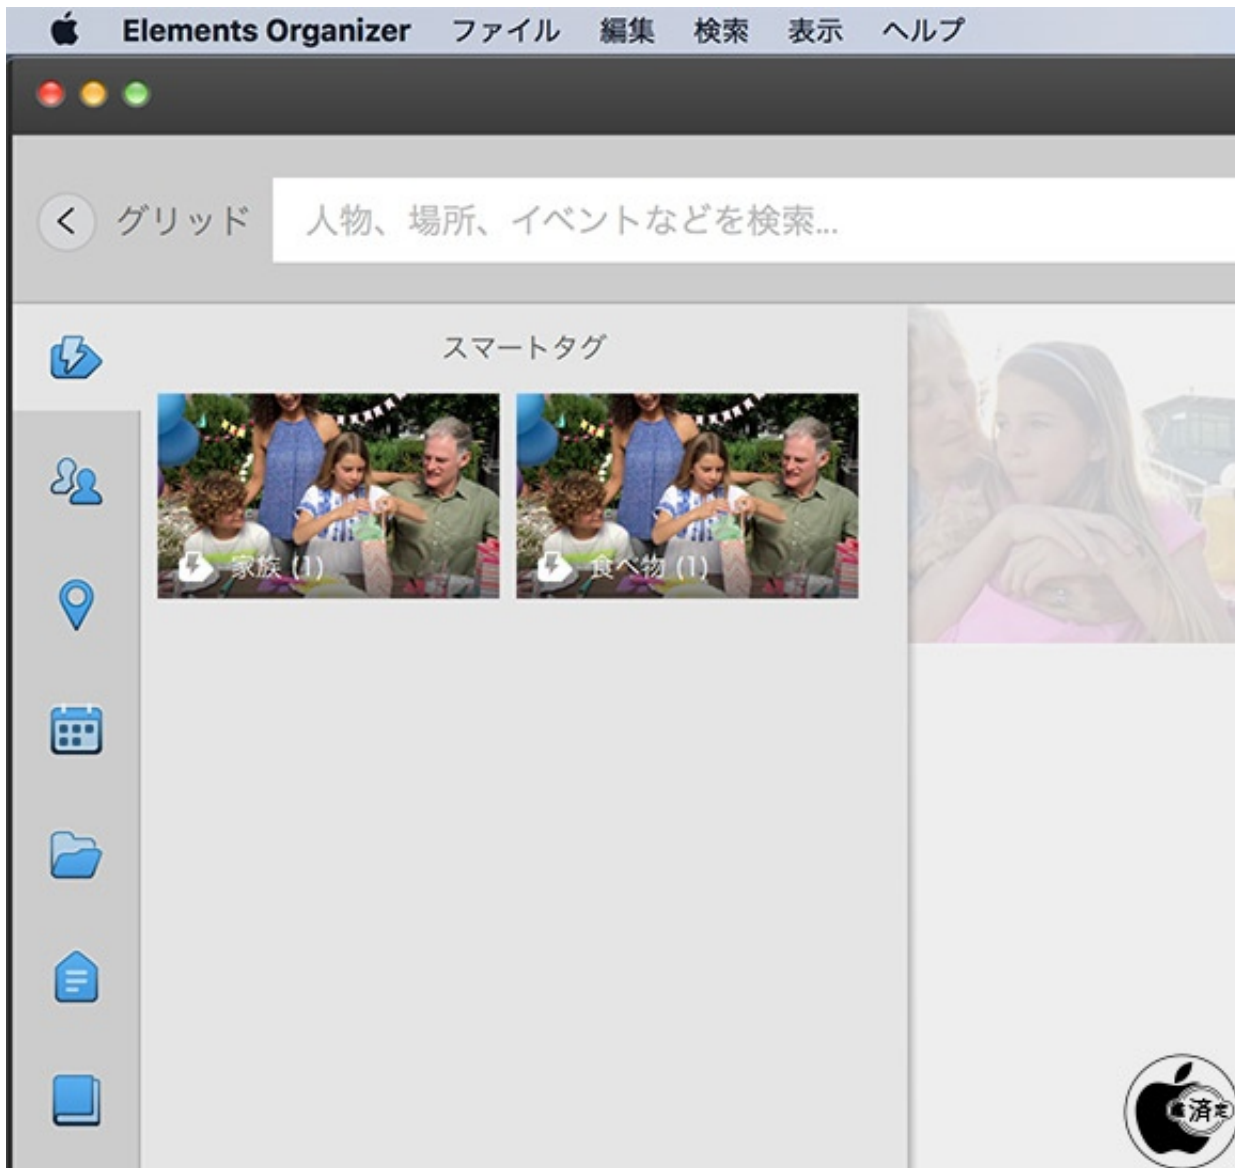 Elements Organizer ファイル 編集 検索 表示 ヘルプ
グリッド 人物、場所、イベントなどを検索...
スマートタグ
家族 (1) 食べ物 (1)
済